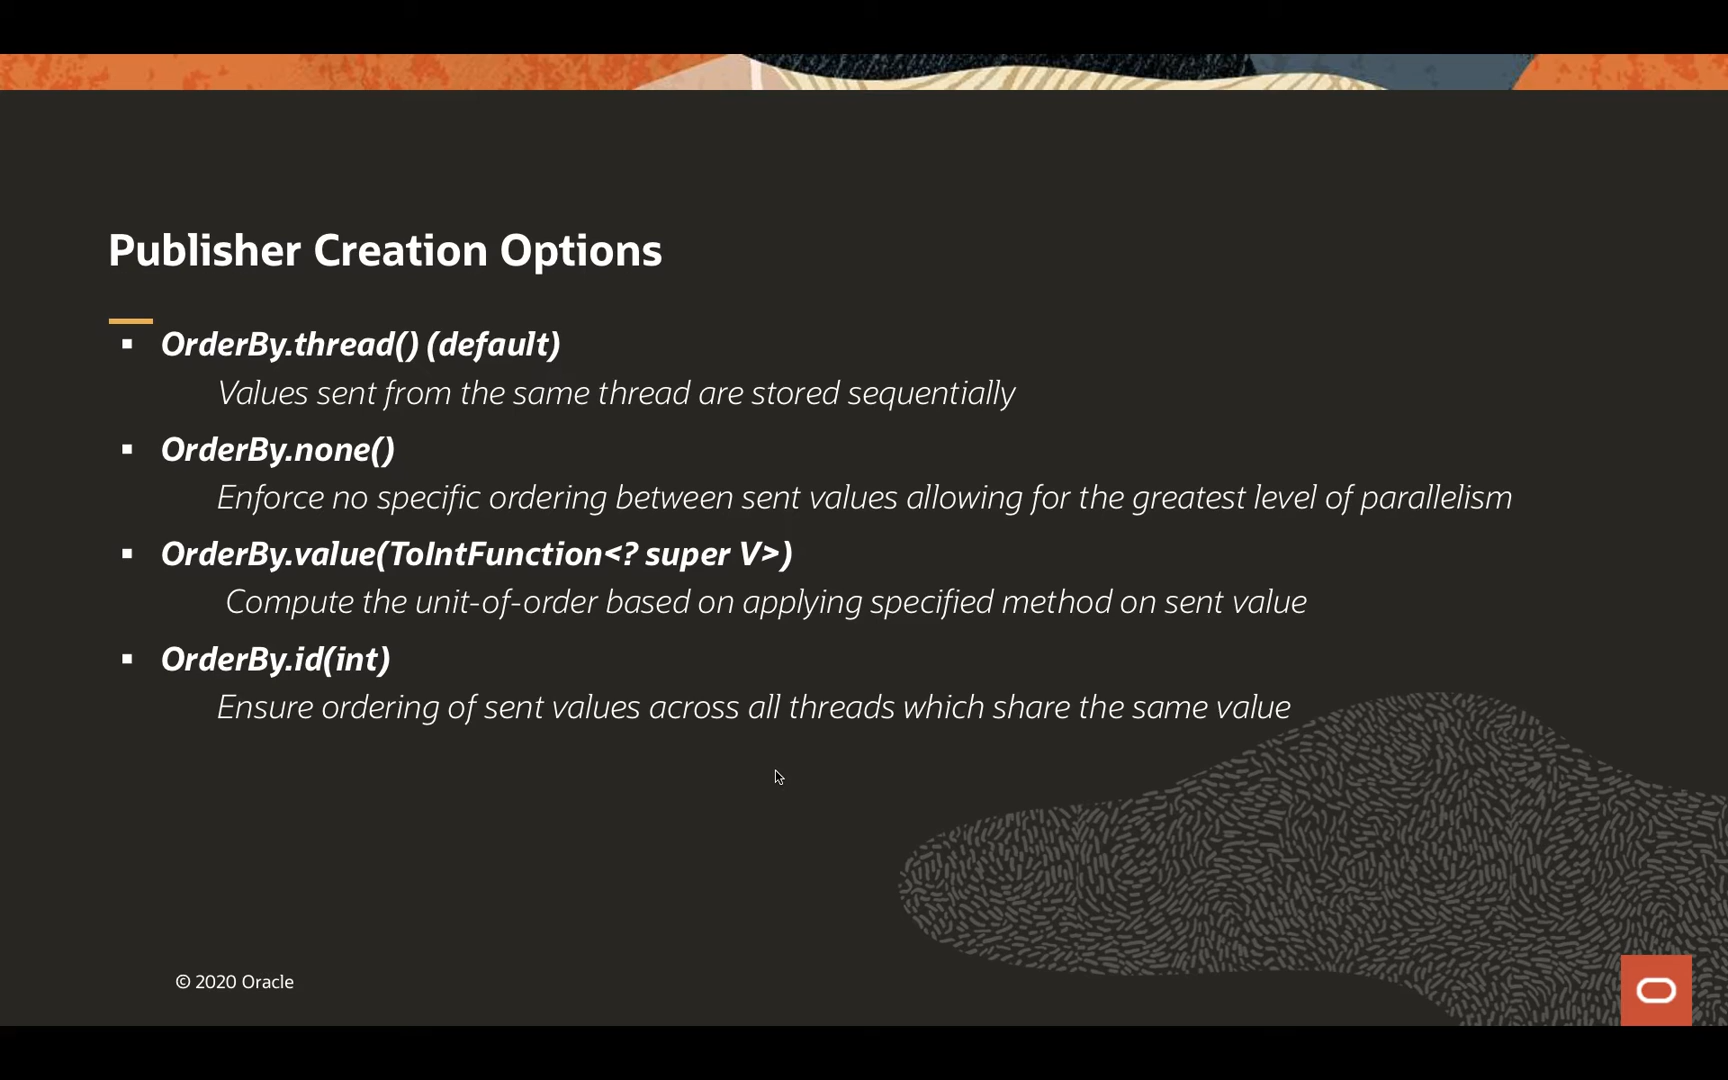 Publisher Creation Options
▪ OrderBy.thread() (default)
Values sent from the same thread are stored sequentially
▪ OrderBy.none()
Enforce no specific ordering between sent values allowing for the greatest level of parallelism
▪ OrderBy.value(ToIntFunction<? super V>)
Compute the unit-of-order based on applying specified method on sent value
▪ OrderBy.id(int)
Ensure ordering of sent values across all threads which share the same value
© 2020 Oracle